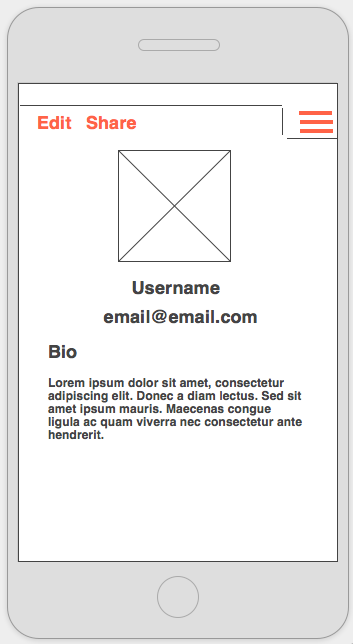 Edit Share
Username
email@email.com
Bio
Lorem ipsum dolor sit amet, consectetur
adipiscing elit. Donec a diam lectus. Sed sit
amet ipsum mauris. Maecenas congue
ligula ac quam viverra nec consectetur ante
hendrerit.